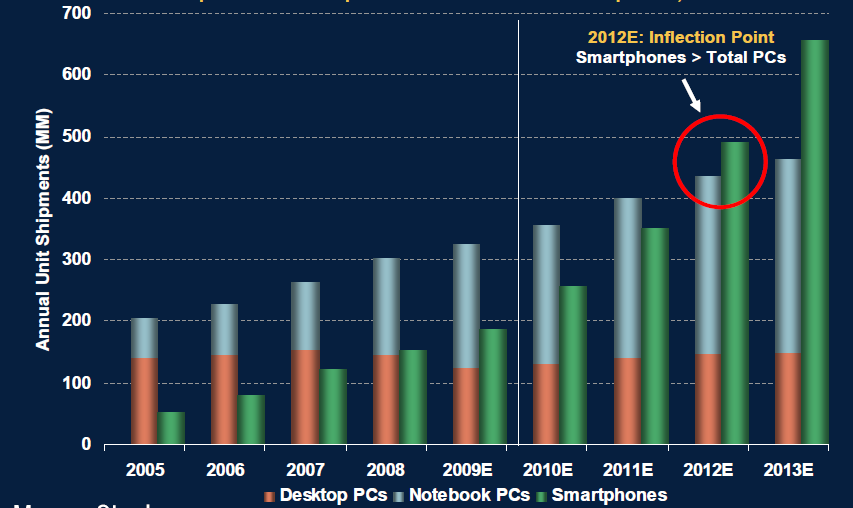 700
600
500
400
300
200
100
0
Annual Unit Shipments (MM)
2012E: Inflection Point
Smartphones > Total PCs
2005 2006 2007 2008 2009E 2010E 2011E 2012E 2013E
Desktop PCs Notebook PCs Smartphones